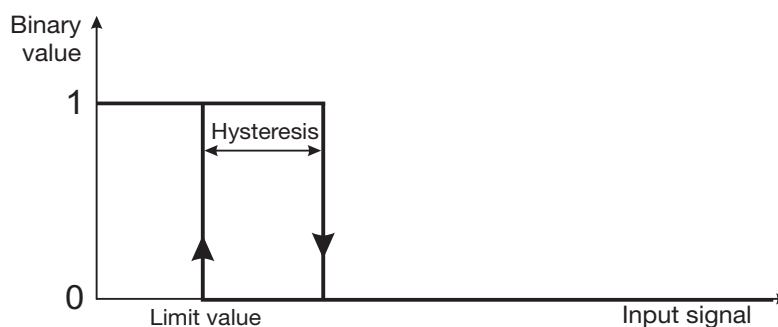 Binary
value
1
Hysteresis
0
Limit value
Input signal